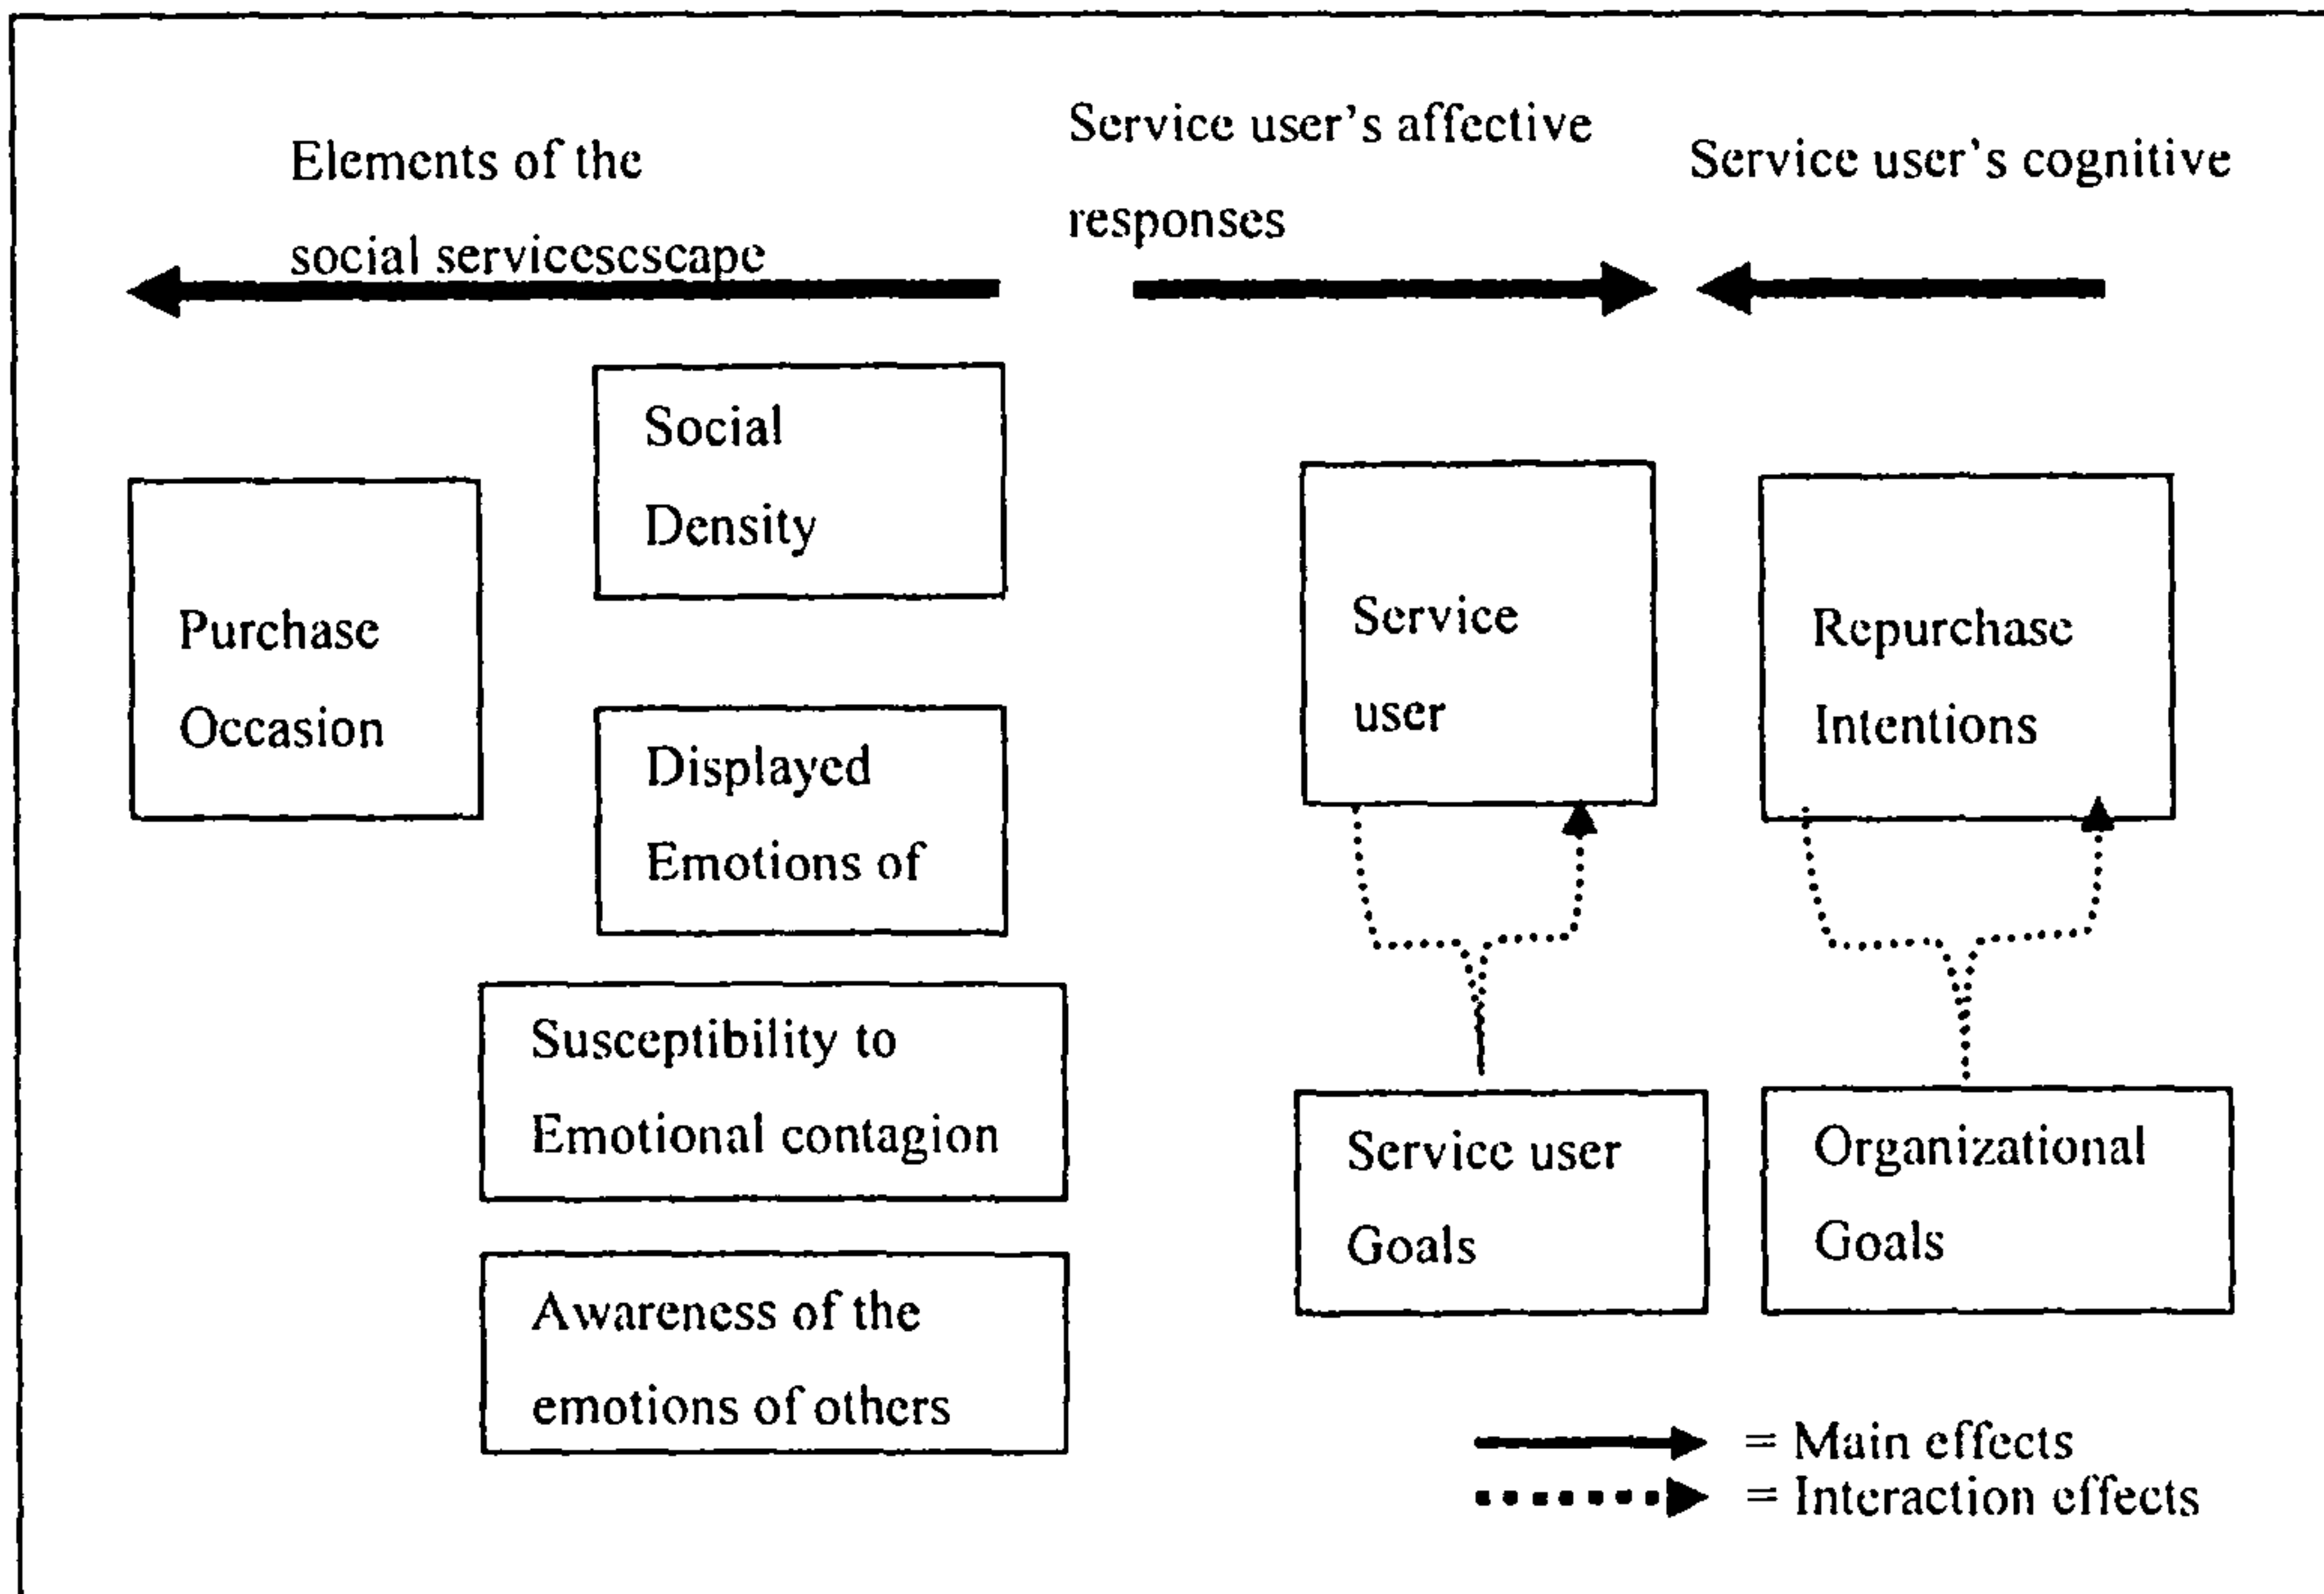 Elements of the
social servicescscape
Service user's affective
responses
Service user's cognitive
Social
Density
Purchase
Occasion
Displayed
Emotions of
Susceptibility to
Emotional contagion
Awareness of the
emotions of others
Service
user
Repurchase
Intentions
Service user
Goals
Organizational
Goals
= Main effects
= Interaction effects